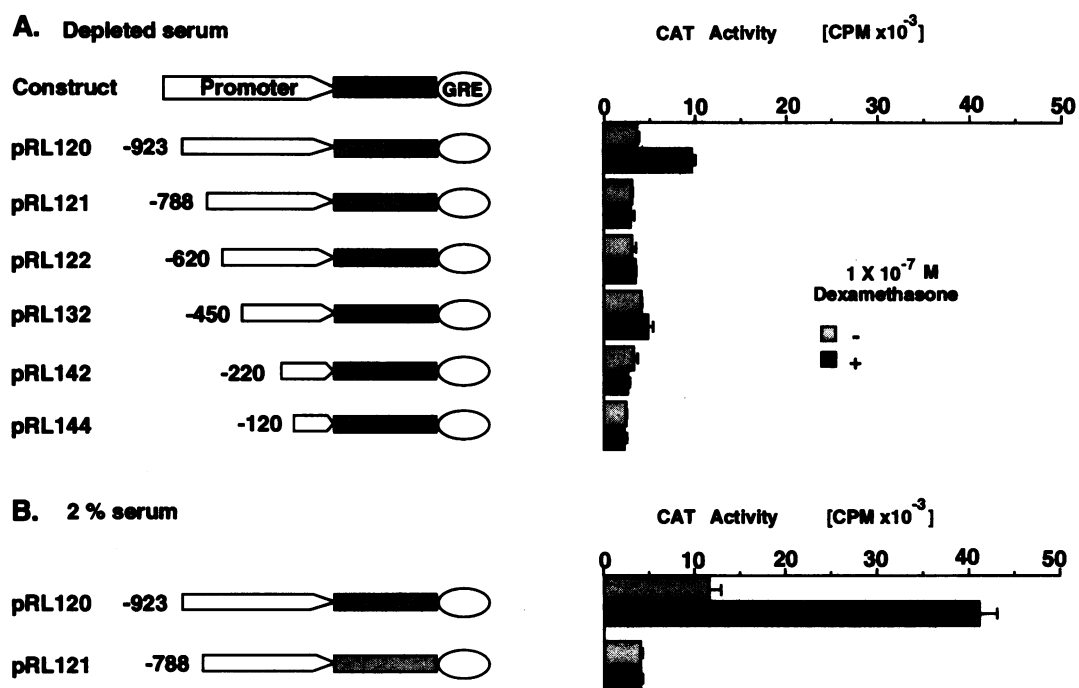 A. Depleted serum
CAT Activity [CPM x10-3]
Construct Promoter GRE
0 10 20 30 40 50
pRL120 -923
pRL121 -788
pRL122 -620
pRL132 -450
pRL142 -220
pRL144 -120
1 X 10-7 M
Dexamethasone
-
+
B. 2 % serum
CAT Activity [CPM x10-3]
0 10 20 30 40 50
pRL120 -923
pRL121 -788